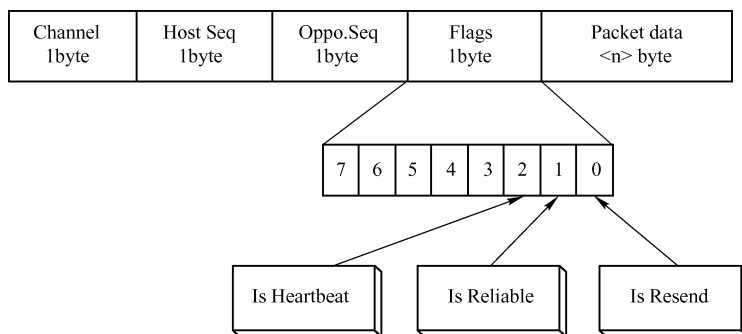 Channel
1byte
Host Seq
1byte
Oppo.Seq
1byte
Flags
1byte
Packet data
<n> byte
7 6 5 4 3 2 1 0
Is Heartbeat
Is Reliable
Is Resend